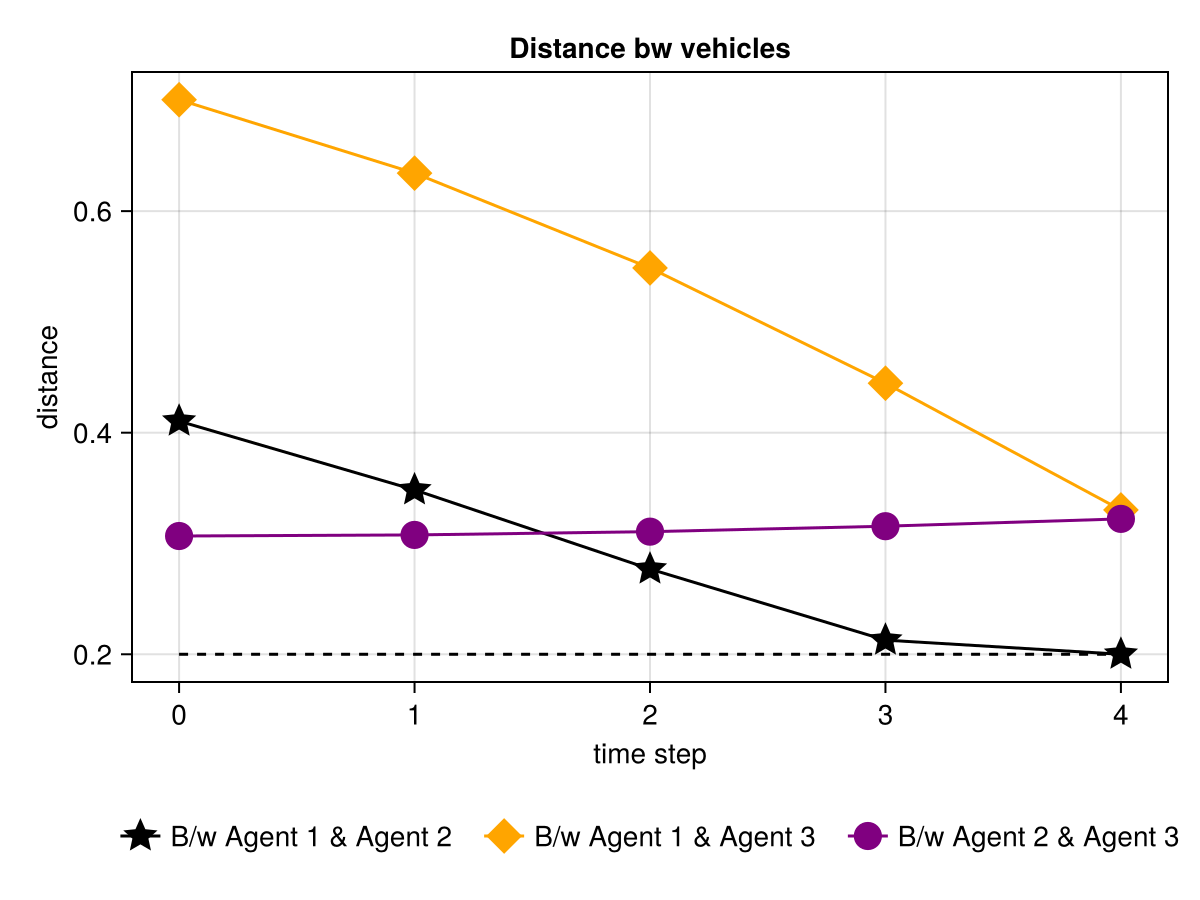 Distance bw vehicles
distance
0.6
0.4
0.2
0 1 2 3 4
time step
B/w Agent 1 & Agent 2 B/w Agent 1 & Agent 3 B/w Agent 2 & Agent 3